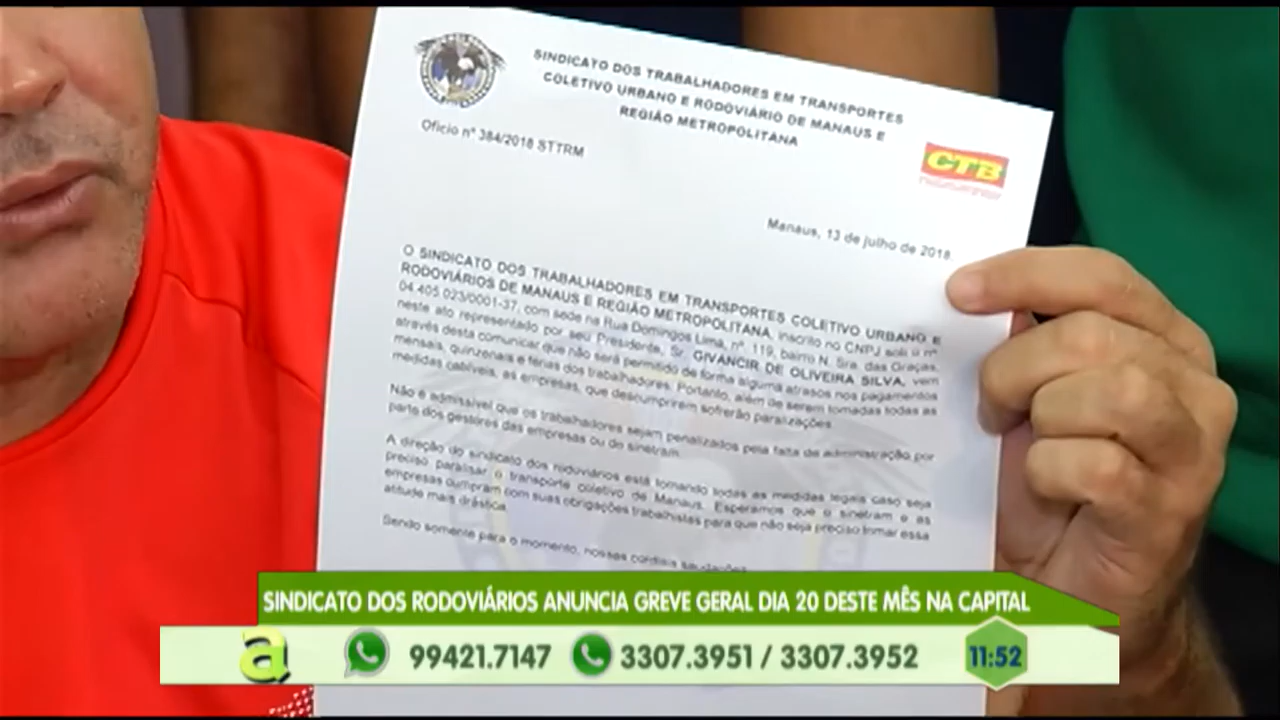 SINDICATO DOS TRABALHADORES EM TRANSPORTES
COLETIVO URBANO E RODOVIÁRIO DE MANAUS E
REGIÃO METROPOLITANA
Oficio nº 384/2018 STTRM
CTB
Manaus, 13 de julho de 2018.
O SINDICATO DOS TRABALHADORES EM TRANSPORTES COLETIVO URBANO E
RODOVIÁRIOS DE MANAUS E REGIÃO METROPOLITANA, inscrito no CNPJ sob o nº
04.405.023/0001-37, com sede na Rua Domingos Lima, nº. 119, bairro N. Sra. das Graças,
neste ato representado por seu Presidente, Sr. GIVANCIR DE OLIVEIRA SILVA, vem
através desta comunicar que não será permitido de forma alguma atrasos nos pagamentos
mensais, quinzenais e férias dos trabalhadores. Portanto, além de serem tomadas todas as
medidas cabíveis, as empresas, que descumprirem sofrerão paralizações.
Não é admissível que os trabalhadores sejam penalizados pela falta de administração por
parte dos gestores das empresas ou do sinetram.
A direção do sindicato dos rodoviários está tomando todas as medidas legais caso seja
preciso paralisar o transporte coletivo de Manaus. Esperamos que o sinetram e as
empresas cumpram com suas obrigações trabalhistas para que não seja preciso tomar essa
atitude mais drástica.
Sendo somente para o momento, nossas cordiais saudações.
SINDICATO DOS RODOVIÁRIOS ANUNCIA GREVE GERAL DIA 20 DESTE MÊS NA CAPITAL
a 99421.7147 3307.3951 / 3307.3952 11:52